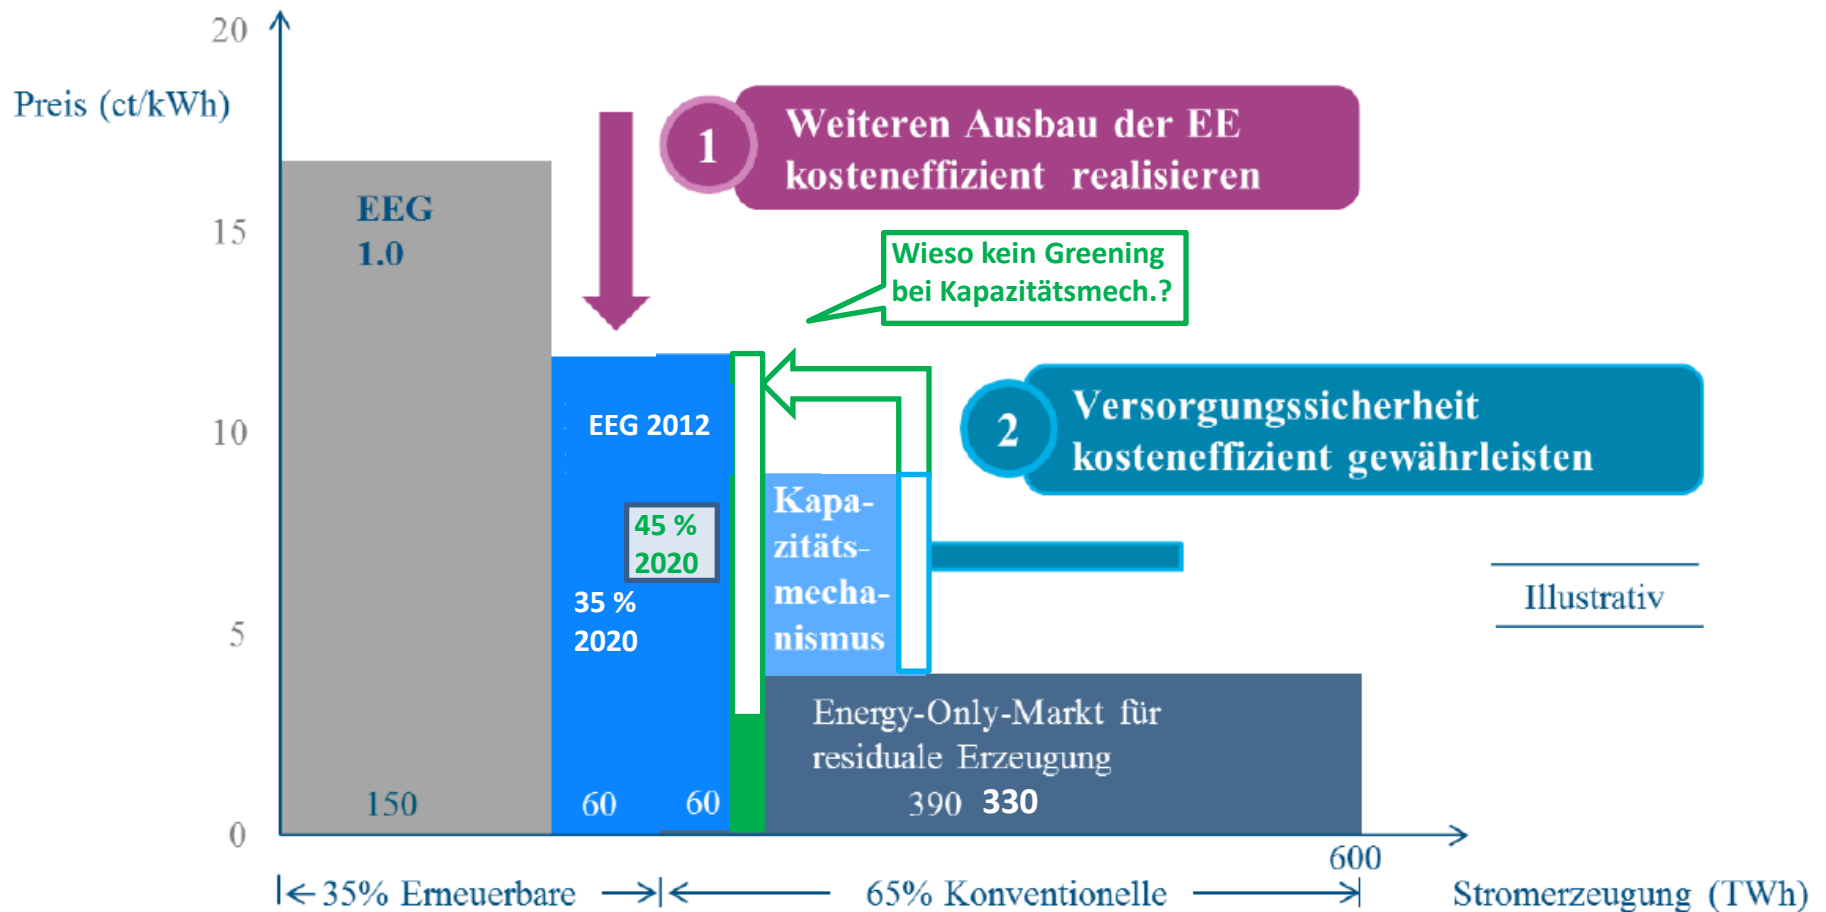 20
Preis (ct/kWh)
1
Weiteren Ausbau der EE
kosteneffizient realisieren
EEG
1.0
15
Wieso kein Greening
bei Kapazitätsmech.?
10
EEG 2012
2
Versorgungssicherheit
kosteneffizient gewährleisten
45 %
2020
Kapa-
zitäts-
mecha-
nismus
35 %
2020
5
Illustrativ
Energy-Only-Markt für
residuale Erzeugung
150
60
60
390 330
0
600
35% Erneuerbare
65% Konventionelle
Stromerzeugung (TWh)